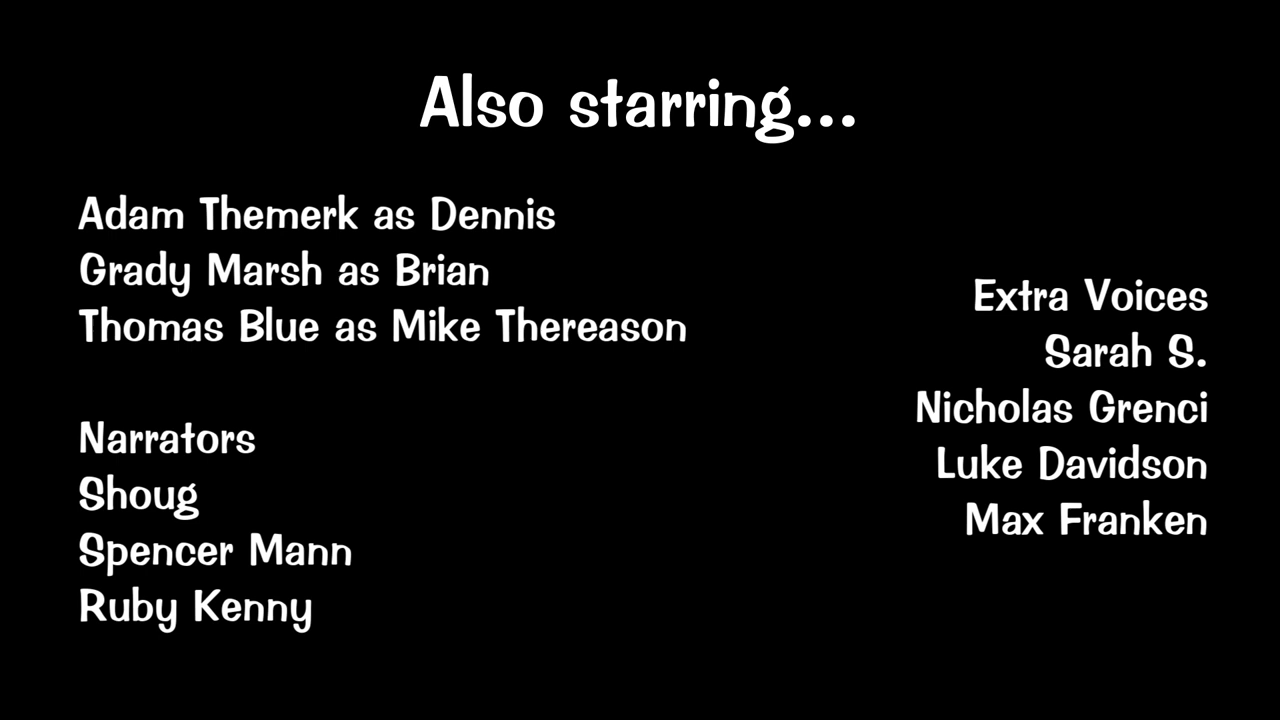 Also starring...
Adam Themerk as Dennis
Grady Marsh as Brian
Thomas Blue as Mike Thereason
Narrators
Shoug
Spencer Mann
Ruby Kenny
Extra Voices
Sarah S.
Nicholas Grenci
Luke Davidson
Max Franken